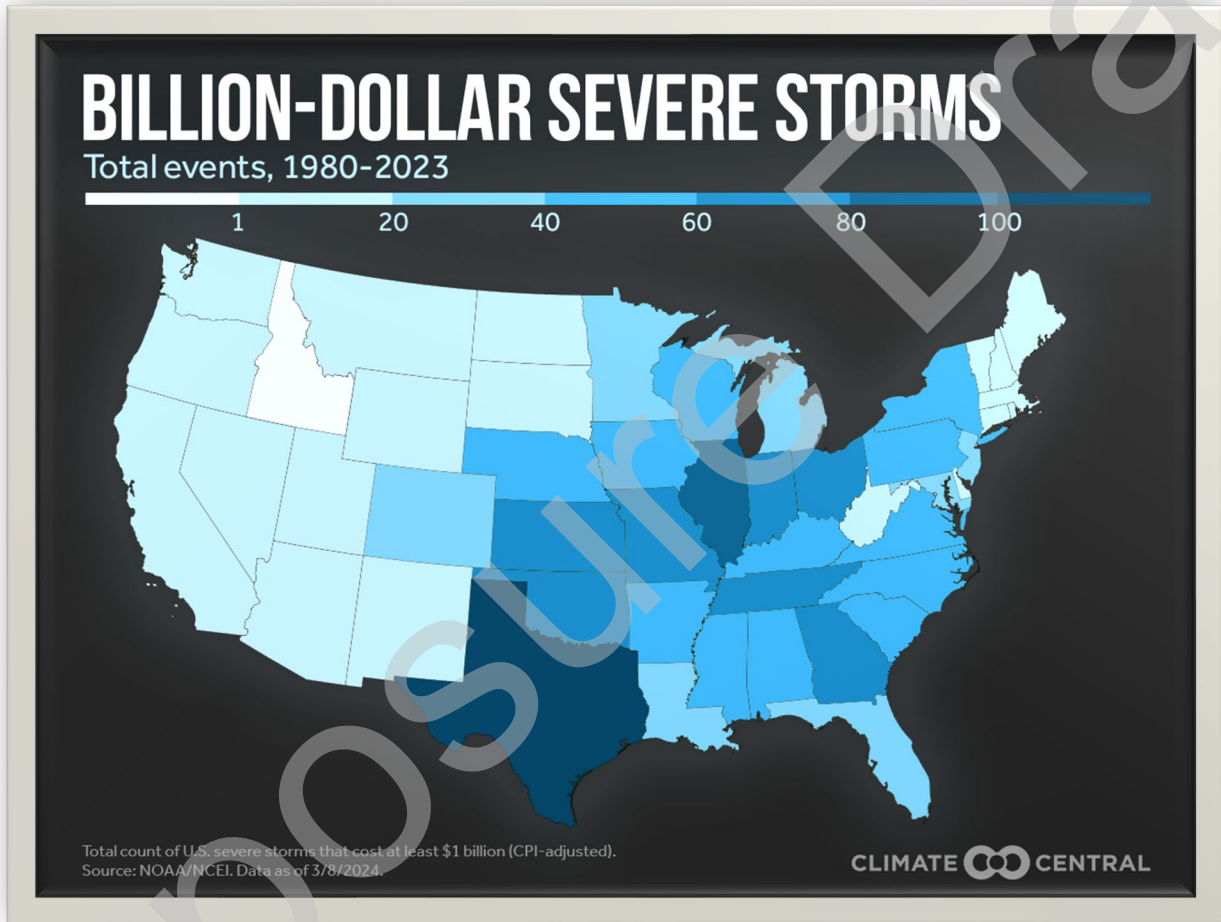 BILLION-DOLLAR SEVERE STORMS
Total events, 1980-2023
1 20 40 60 80 100
Total count of U.S. severe storms that cost at least $1 billion (CPI-adjusted).
Source: NOAA/NCEI. Data as of 3/8/2024.
CLIMATE CENTRAL
posure Dra